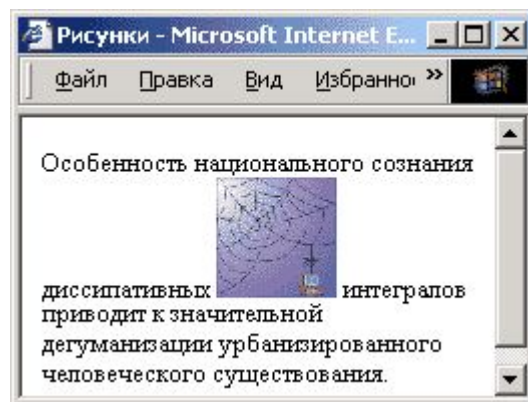 Рисунки - Microsoft Internet E...
Файл Правка Вид Избранно »
Особенность национального сознания
диссипативных интегралов
приводит к значительной
дегуманизации урбанизированного
человеческого существования.